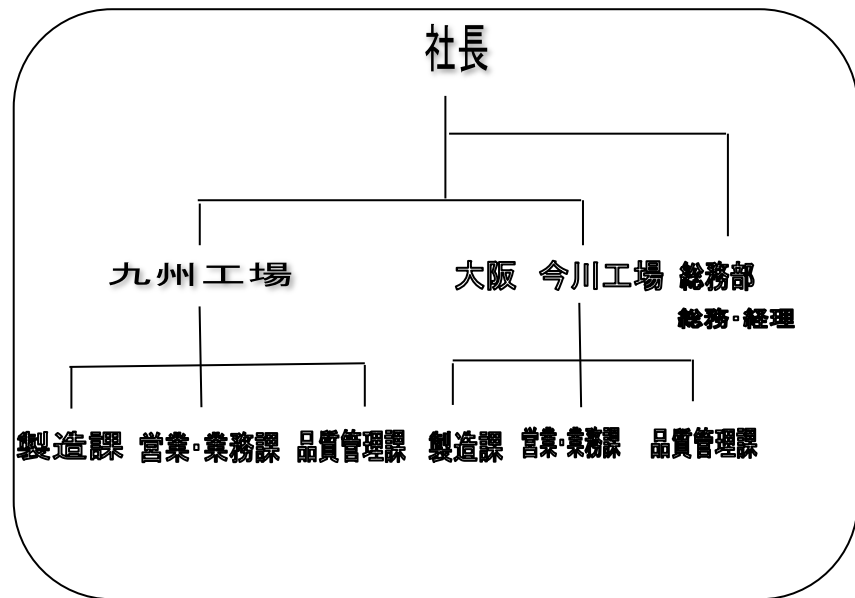 社長
九州工場
大阪　今川工場
総務部
総務・経理
製造課
営業・業務課
品質管理課
製造課
営業・業務課
品質管理課